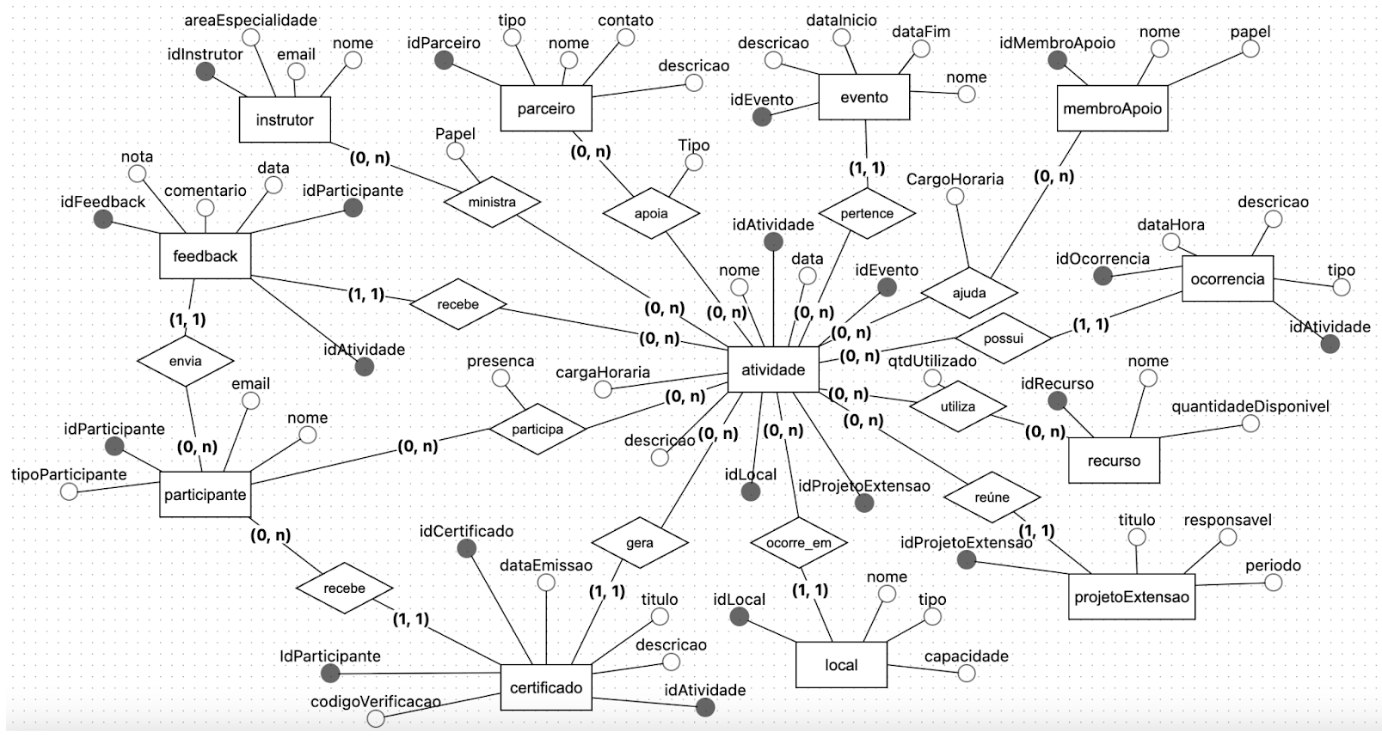 areaEspecialidade
idInstrutor
email
nome
instrutor
tipo
idParceiro
nome
contato
descricao
parceiro
dataInicio
descricao
dataFim
nome
idEvento
evento
idMembroApoio
nome
papel
membroApoio
(0, n)
Papel
ministra
(0, n)
(0, n)
Tipo
apoia
(0, n)
(1, 1)
pertence
(0, n)
(0, n)
CargoHoraria
ajuda
(0, n)
nota
comentario
data
idFeedback
idParticipante
feedback
idAtividade
(1, 1)
recebe
(0, n)
(1, 1)
envia
(0, n)
idAtividade
nome
data
idEvento
atividade
cargaHoraria
descricao
idLocal
idProjetoExtensao
dataHora
descricao
idOcorrencia
tipo
ocorrencia
idAtividade
(0, n)
possui
(1, 1)
presenca
participa
(0, n)
(0, n)
email
idParticipante
nome
tipoParticipante
participante
(0, n)
qtdUtilizado
utiliza
(0, n)
idRecurso
nome
quantidadeDisponivel
recurso
(0, n)
reúne
(1, 1)
idProjetoExtensao
titulo
responsavel
periodo
projetoExtensao
(0, n)
gera
(1, 1)
(0, n)
ocorre_em
(1, 1)
idLocal
nome
tipo
capacidade
local
(0, n)
recebe
(1, 1)
idCertificado
dataEmissao
titulo
descricao
IdParticipante
codigoVerificacao
idAtividade
certificado